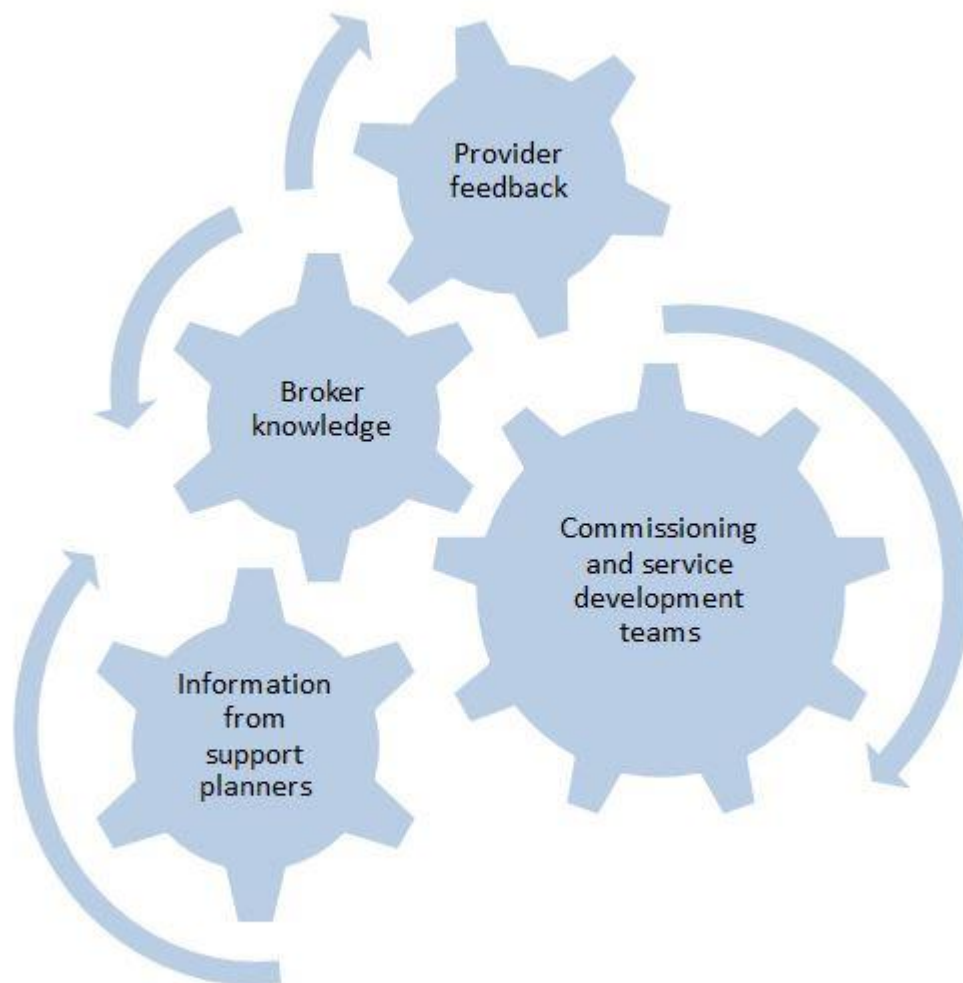 Provider
feedback
Broker
knowledge
Commissioning
and service
development
teams
Information
from
support
planners